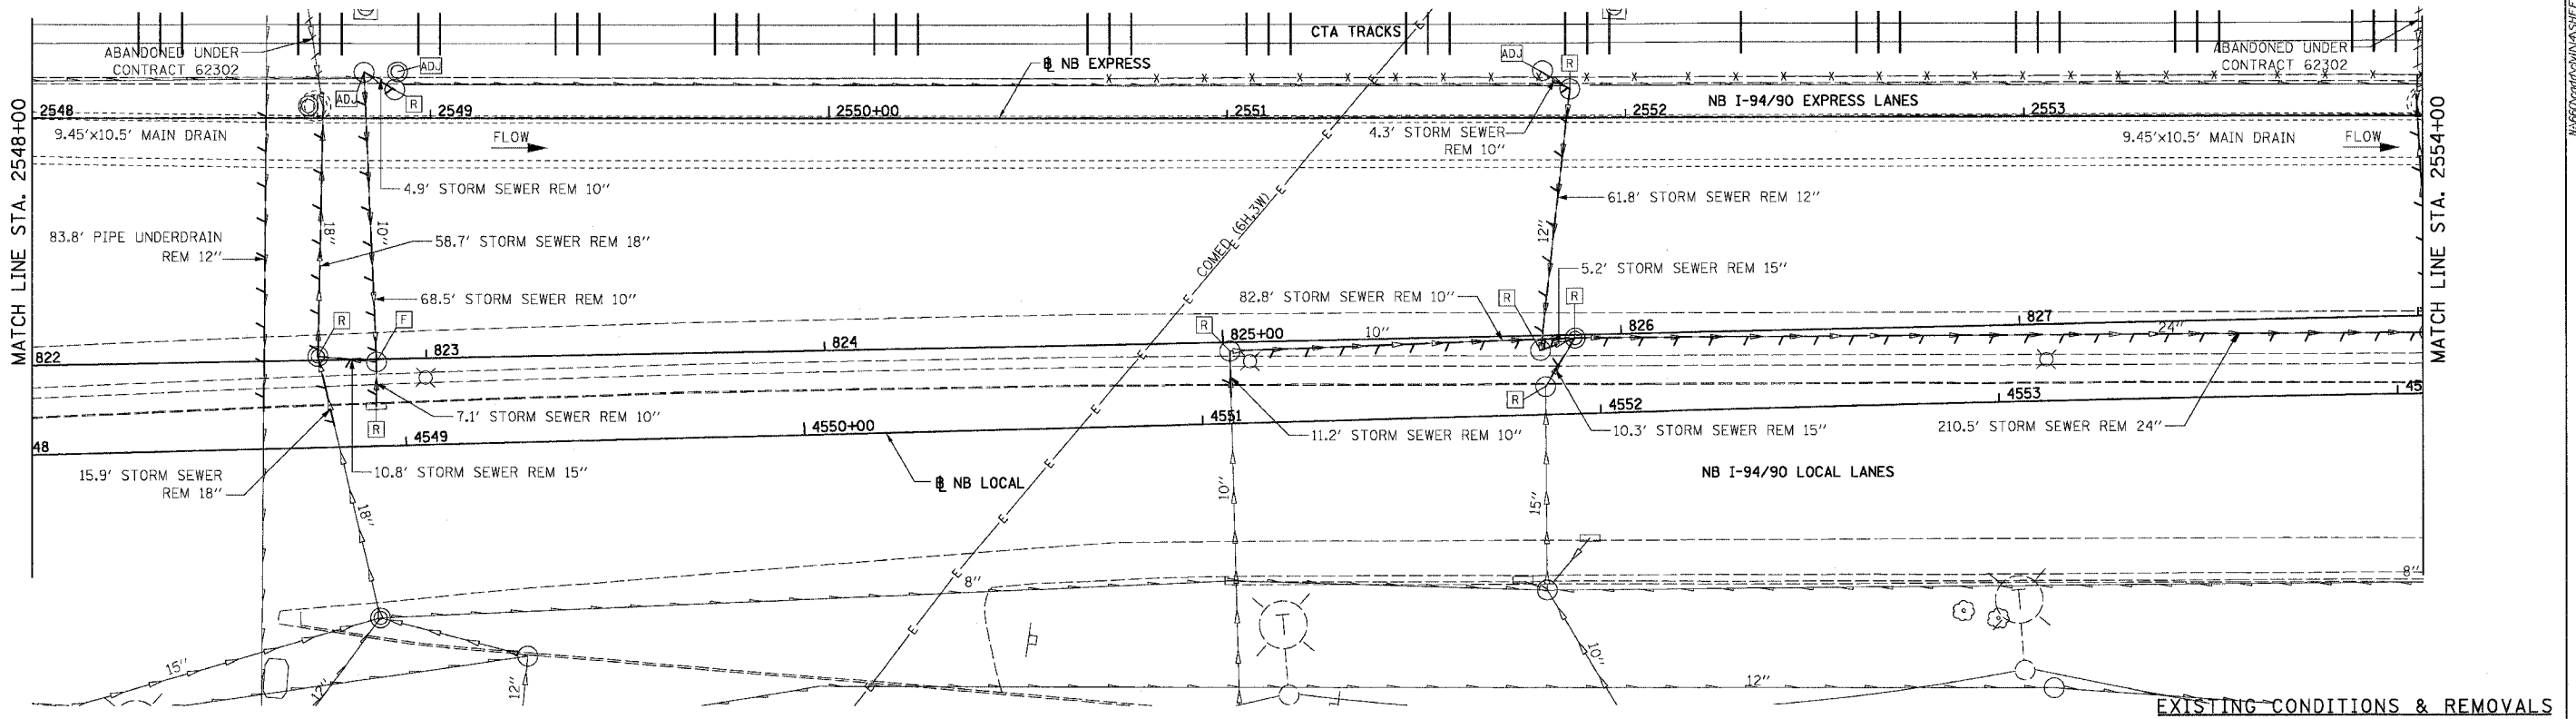 CTA TRACKS
ABANDONED UNDER
CONTRACT 62302
ADJ
ADJ
R
℄ NB EXPRESS
ADJ
R
ABANDONED UNDER
CONTRACT 62302
NB I-94/90 EXPRESS LANES
2548
2549
2550+00
2551
2552
2553
9.45'x10.5' MAIN DRAIN
FLOW
4.3' STORM SEWER
REM 10"
9.45'x10.5' MAIN DRAIN
FLOW
MATCH LINE STA. 2548+00
MATCH LINE STA. 2554+00
4.9' STORM SEWER REM 10"
61.8' STORM SEWER REM 12"
83.8' PIPE UNDERDRAIN
REM 12"
18"
10"
58.7' STORM SEWER REM 18"
COMED (6H,3W)
12"
5.2' STORM SEWER REM 15"
68.5' STORM SEWER REM 10"
82.8' STORM SEWER REM 10"
R
R
R
F
R
822
823
824
825+00
10"
826
827
24"
7.1' STORM SEWER REM 10"
R
R
48
4549
4550+00
4551
4552
4553
45
11.2' STORM SEWER REM 10"
10.3' STORM SEWER REM 15"
210.5' STORM SEWER REM 24"
15.9' STORM SEWER
REM 18"
10.8' STORM SEWER REM 15"
℄ NB LOCAL
NB I-94/90 LOCAL LANES
18"
10"
15"
8"
8"
T
T
15"
12"
12"
10"
12"
EXISTING CONDITIONS & REMOVALS